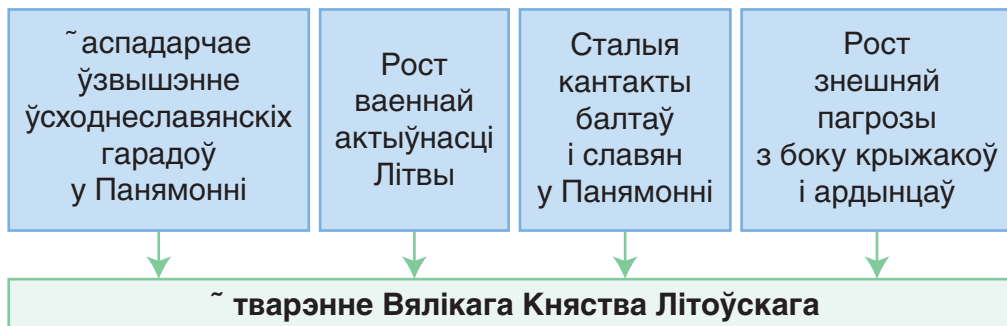 ˜аспадарчае
ўзвышэнне
ўсходнеславянскіх
гарадоў
у Панямонні
Рост
ваеннай
актыўнасці
Літвы
Сталыя
кантакты
балтаў
і славян
у Панямонні
Рост
знешняй
пагрозы
з боку крыжакоў
і ардынцаў
˜ тварэнне Вялікага Княства Літоўскага